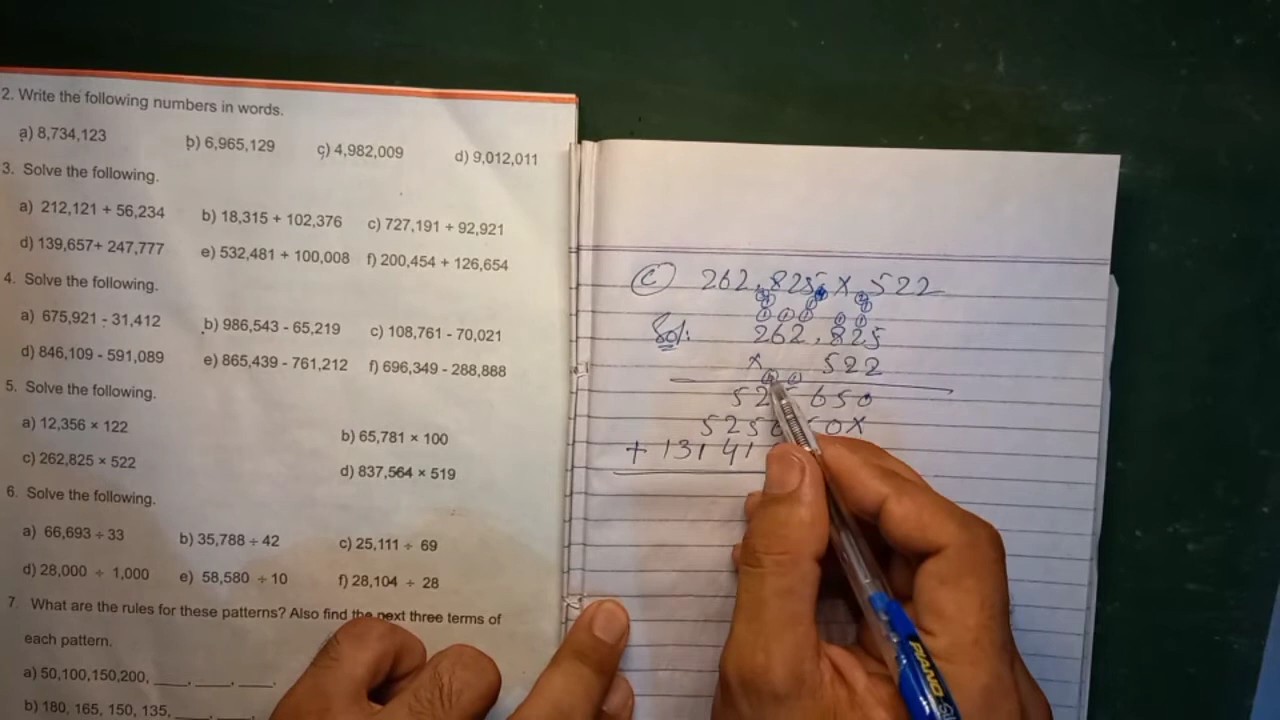 2. Write the following numbers in words.
a) 8,734,123 b) 6,965,129 c) 4,982,009 d) 9,012,011
3. Solve the following.
a) 212,121 + 56,234 b) 18,315 + 102,376 c) 727,191 + 92,921
d) 139,657+ 247,777 e) 532,481 + 100,008 f) 200,454 + 126,654
4. Solve the following.
a) 675,921 - 31,412 b) 986,543 - 65,219 c) 108,761 - 70,021
d) 846,109 - 591,089 e) 865,439 - 761,212 f) 696,349 - 288,888
5. Solve the following.
a) 12,356 × 122 b) 65,781 × 100
c) 262,825 × 522 d) 837,564 × 519
6. Solve the following.
a) 66,693 ÷ 33 b) 35,788 ÷ 42 c) 25,111 ÷ 69
d) 28,000 ÷ 1,000 e) 58,580 ÷ 10 f) 28,104 ÷ 28
7. What are the rules for these patterns? Also find the next three terms of
each pattern.
a) 50,100,150,200, ____, ____, ____.
b) 180, 165, 150, 135, ____
(C) 262,825 × 522
Sol:
262,825
× 522
52 650
525 50×
+ 13141
PIANO